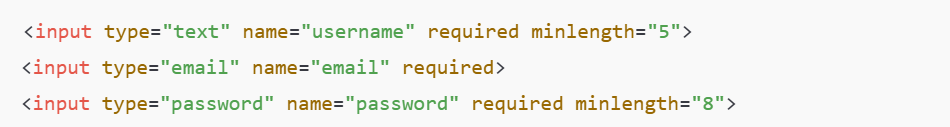 <input type="text" name="username" required minlength="5">
<input type="email" name="email" required>
<input type="password" name="password" required minlength="8">